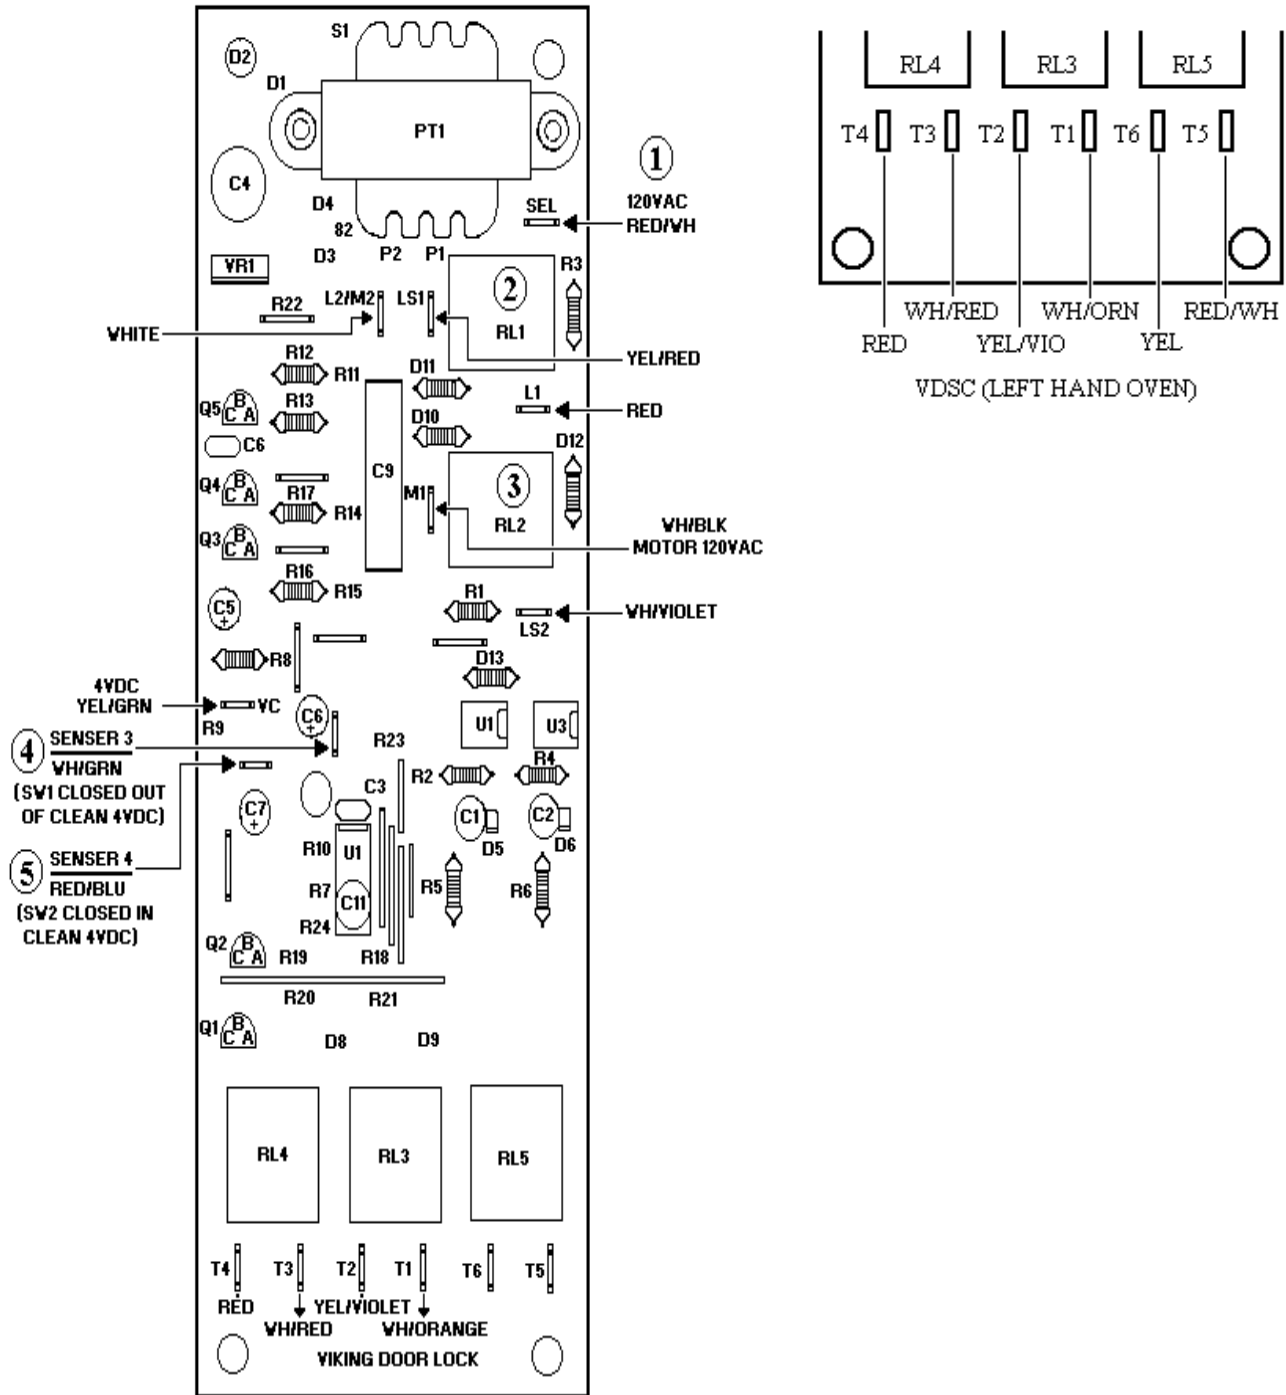 S1
D2
D1
PT1
C4
D4
82
D3
P2
P1
1
120VAC
SEL
RED/WH
VR1
R22
L2/M2
LS1
2
RL1
R3
WHITE
YEL/RED
R12
R11
D11
L1
RED
Q5
B
C A
R13
D10
C6
D12
C9
3
Q4
B
C A
R17
R14
M1
RL2
WH/BLK
MOTOR 120VAC
Q3
B
C A
R16
R15
R1
C5
+
WH/VIOLET
LS2
R8
D13
4VDC
YEL/GRN
VC
R9
C6
+
U1
U3
4
SENSER 3
WH/GRN
(SW1 CLOSED OUT
OF CLEAN 4VDC)
R23
R2
R4
C3
C7
+
C1
C2
D5
D6
5
SENSER 4
RED/BLU
(SW2 CLOSED IN
CLEAN 4VDC)
R10
U1
R7
C11
R5
R6
R24
Q2
B
C A
R19
R18
R20
R21
Q1
B
C A
D8
D9
RL4
RL3
RL5
T4
T3
T2
T1
T6
T5
RED
YEL/VIOLET
WH/RED
WH/ORANGE
VIKING DOOR LOCK
RL4
RL3
RL5
T4
T3
T2
T1
T6
T5
WH/RED
WH/ORN
RED/WH
RED
YEL/VIO
YEL
VDSC (LEFT HAND OVEN)